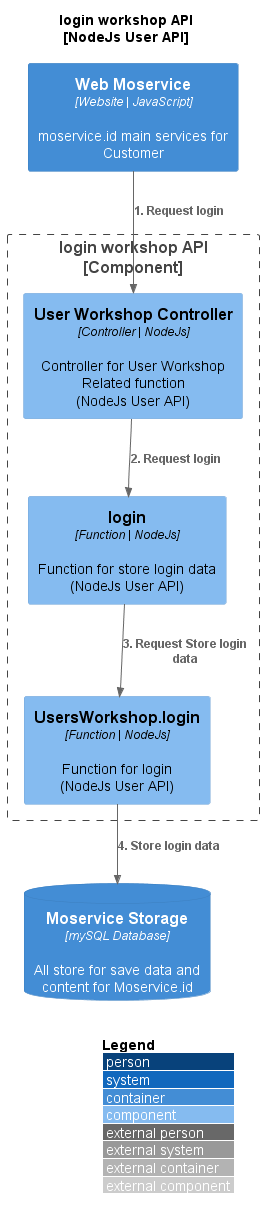 login workshop API
[NodeJs User API]
Web Moservice
[Website | JavaScript]
moservice.id main services for
Customer
1. Request login
login workshop API
[Component]
User Workshop Controller
[Controller | NodeJs]
Controller for User Workshop
Related function
(NodeJs User API)
2. Request login
login
[Function | NodeJs]
Function for store login data
(NodeJs User API)
3. Request Store login
data
UsersWorkshop.login
[Function | NodeJs]
Function for login
(NodeJs User API)
4. Store login data
Moservice Storage
[mySQL Database]
All store for save data and
content for Moservice.id
Legend
person
system
container
component
external person
external system
external container
external component